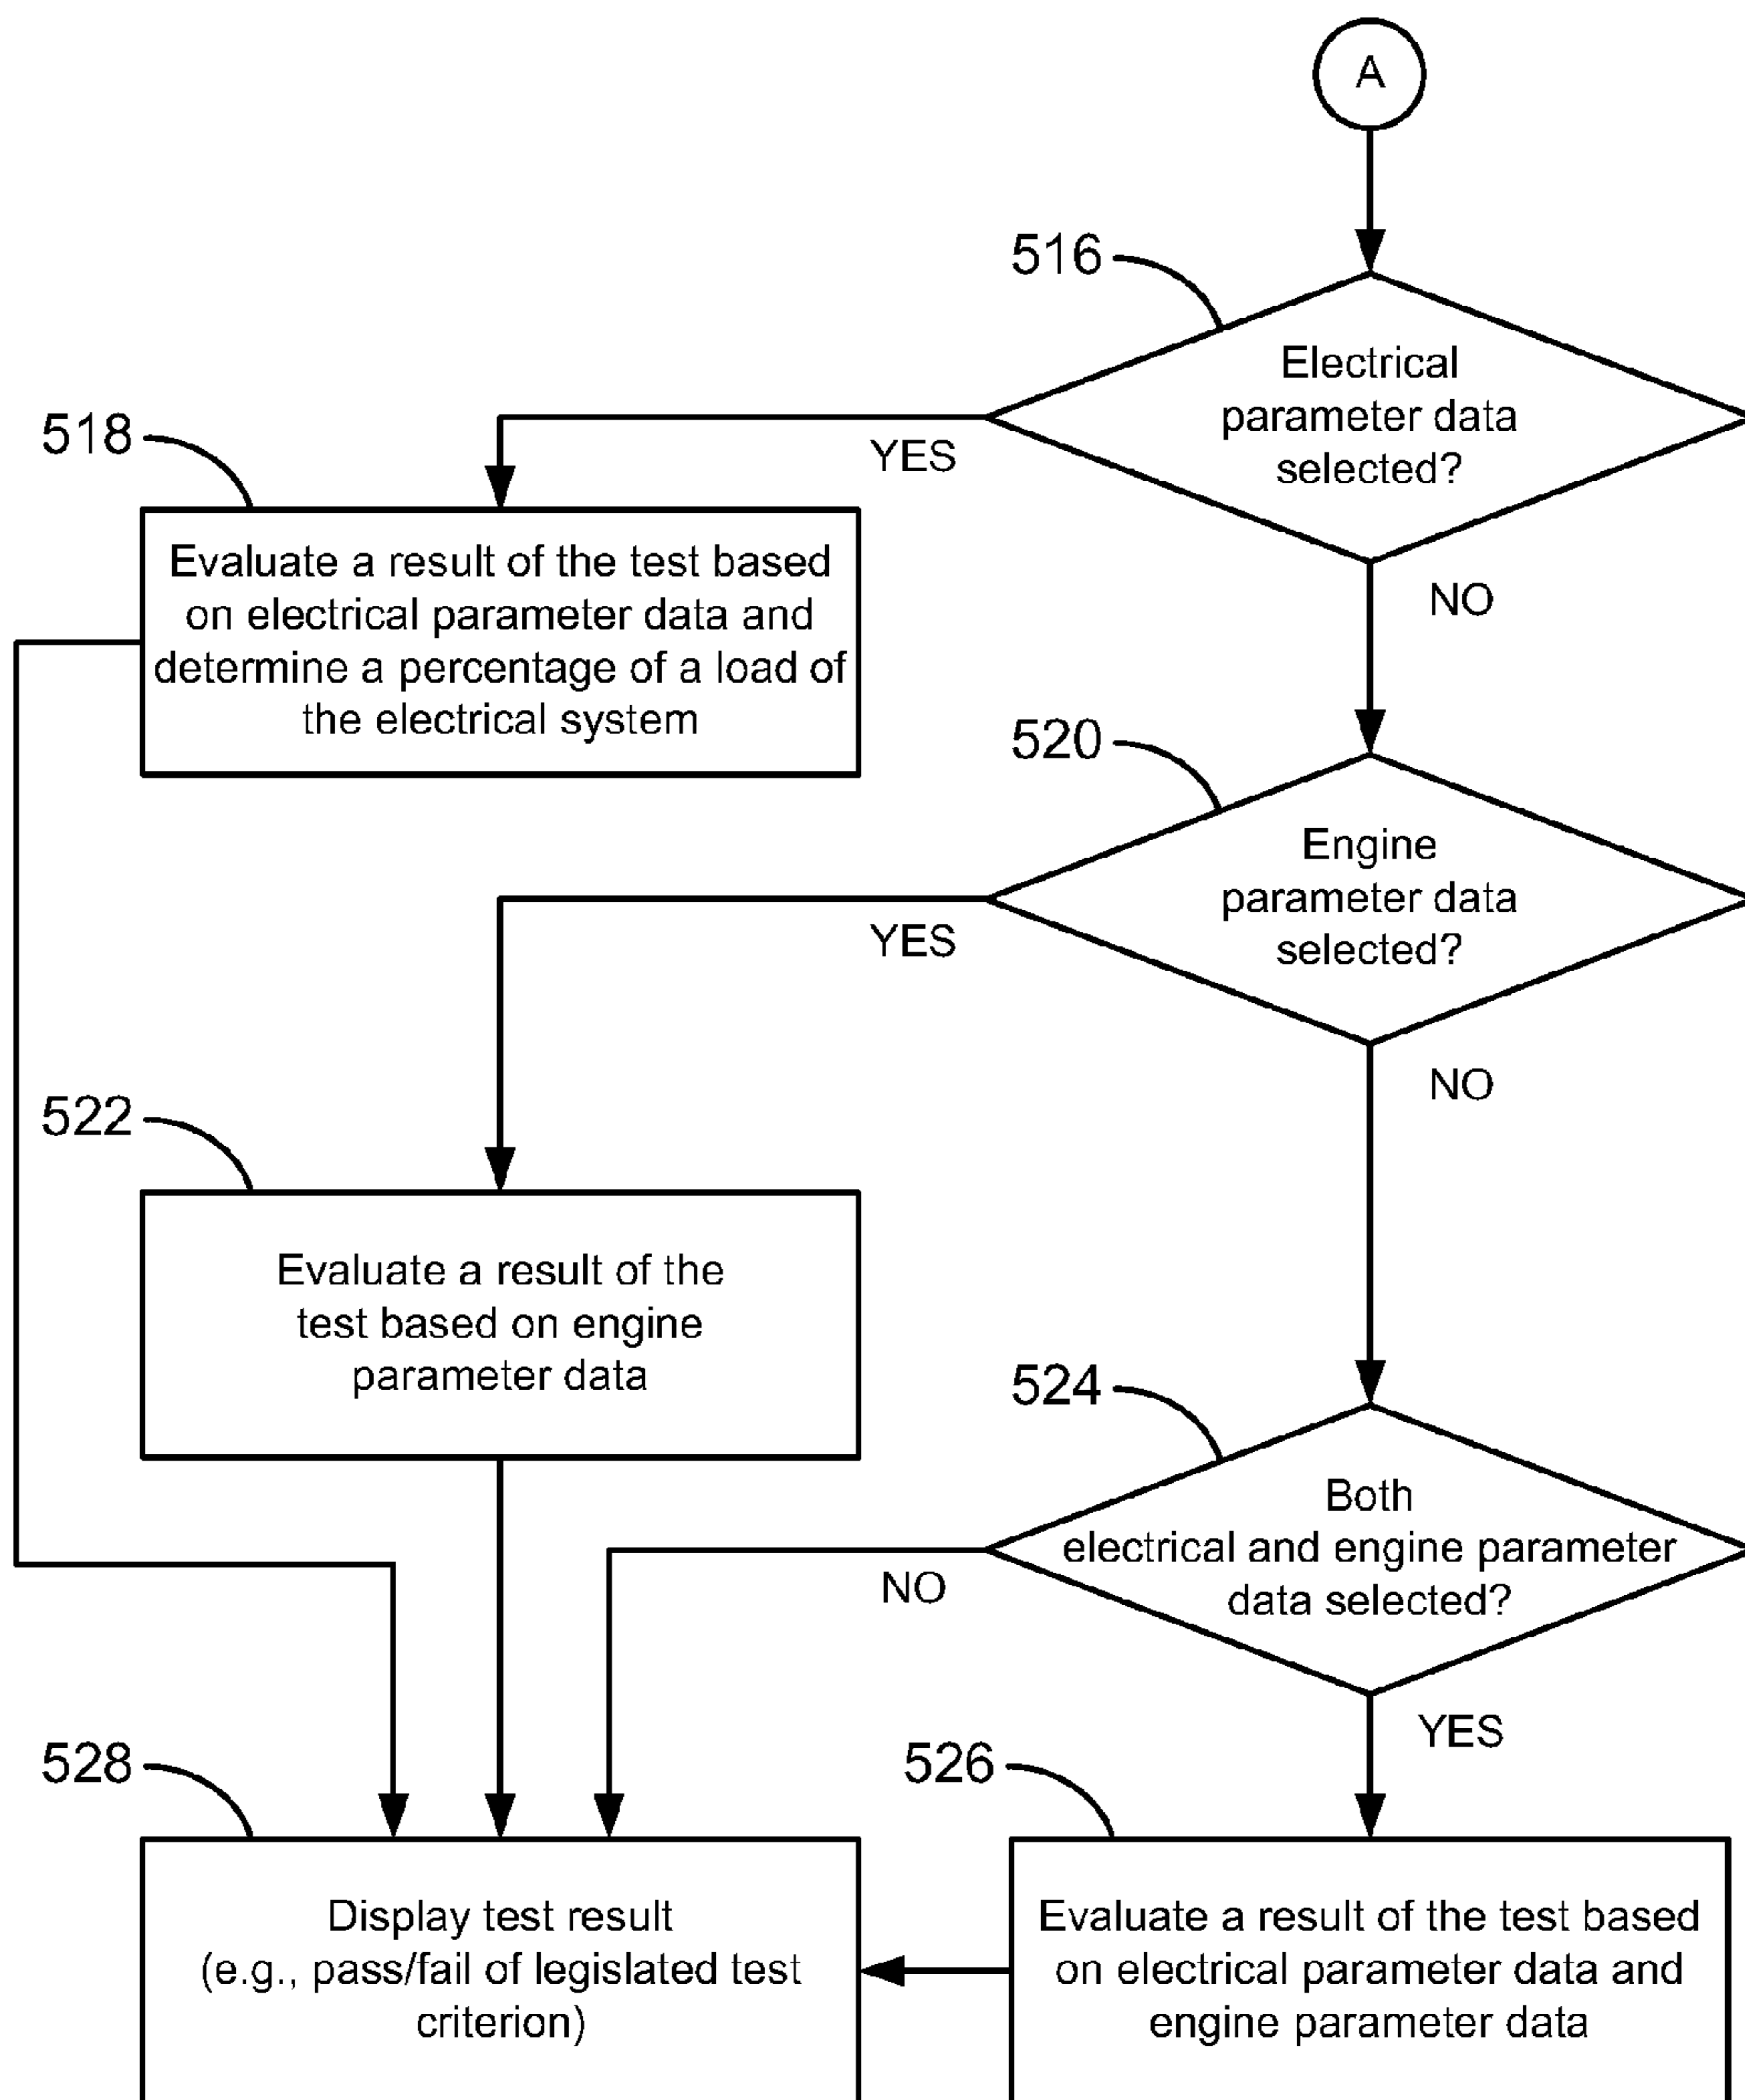 A
516
Electrical
parameter data
selected?
YES
NO
518
Evaluate a result of the test based
on electrical parameter data and
determine a percentage of a load of
the electrical system
520
Engine
parameter data
selected?
YES
NO
522
Evaluate a result of the
test based on engine
parameter data
524
Both
electrical and engine parameter
data selected?
NO
YES
528
Display test result
(e.g., pass/fail of legislated test
criterion)
526
Evaluate a result of the test based
on electrical parameter data and
engine parameter data